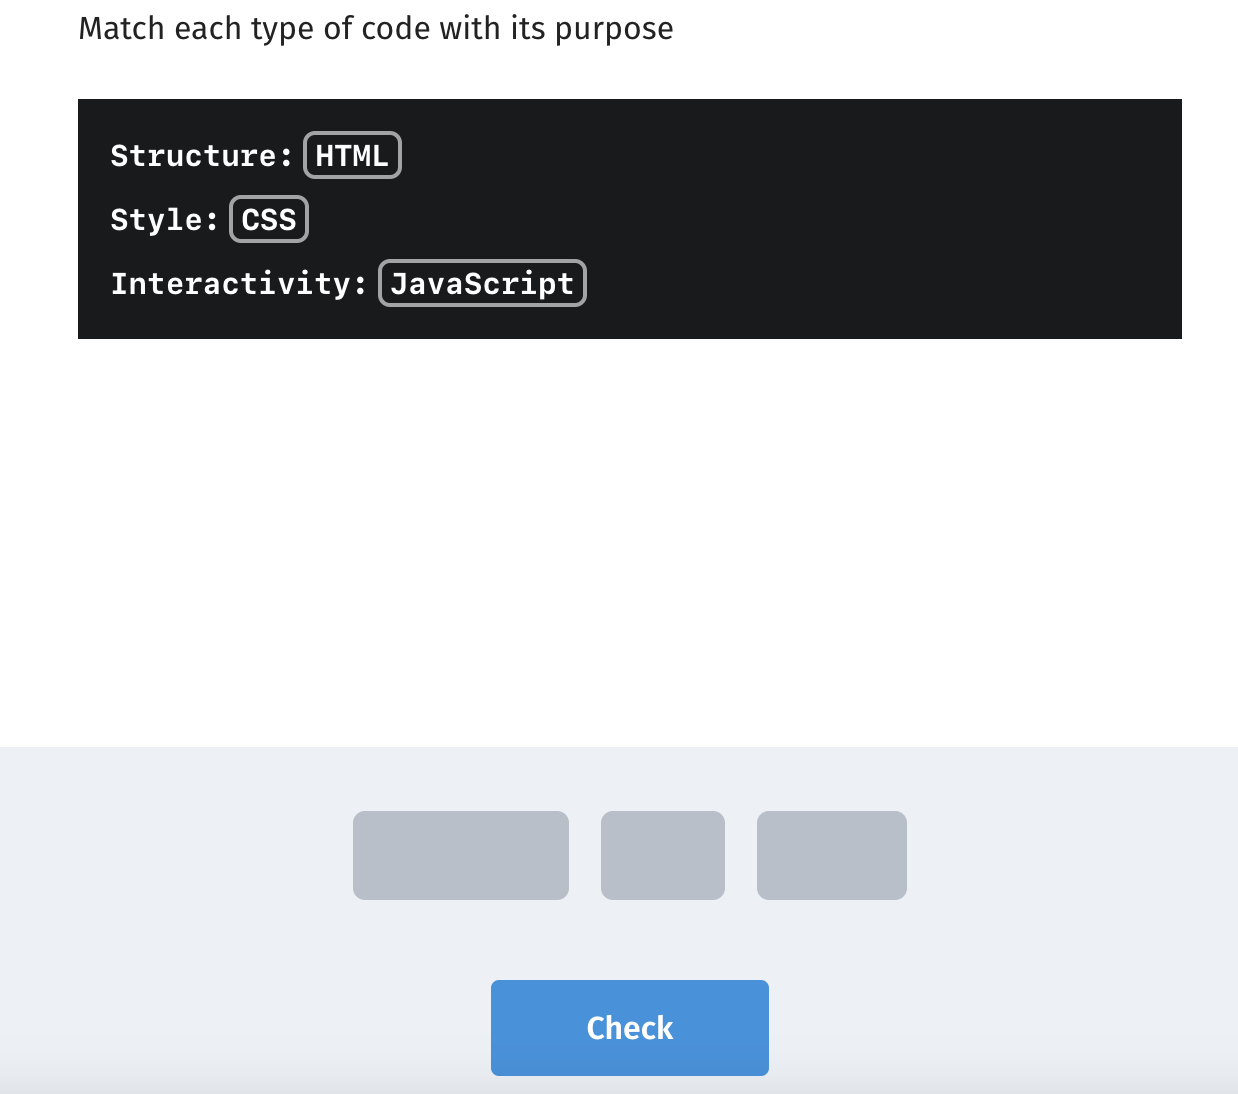 Match each type of code with its purpose
Structure: HTML
Style: CSS
Interactivity: JavaScript
Check